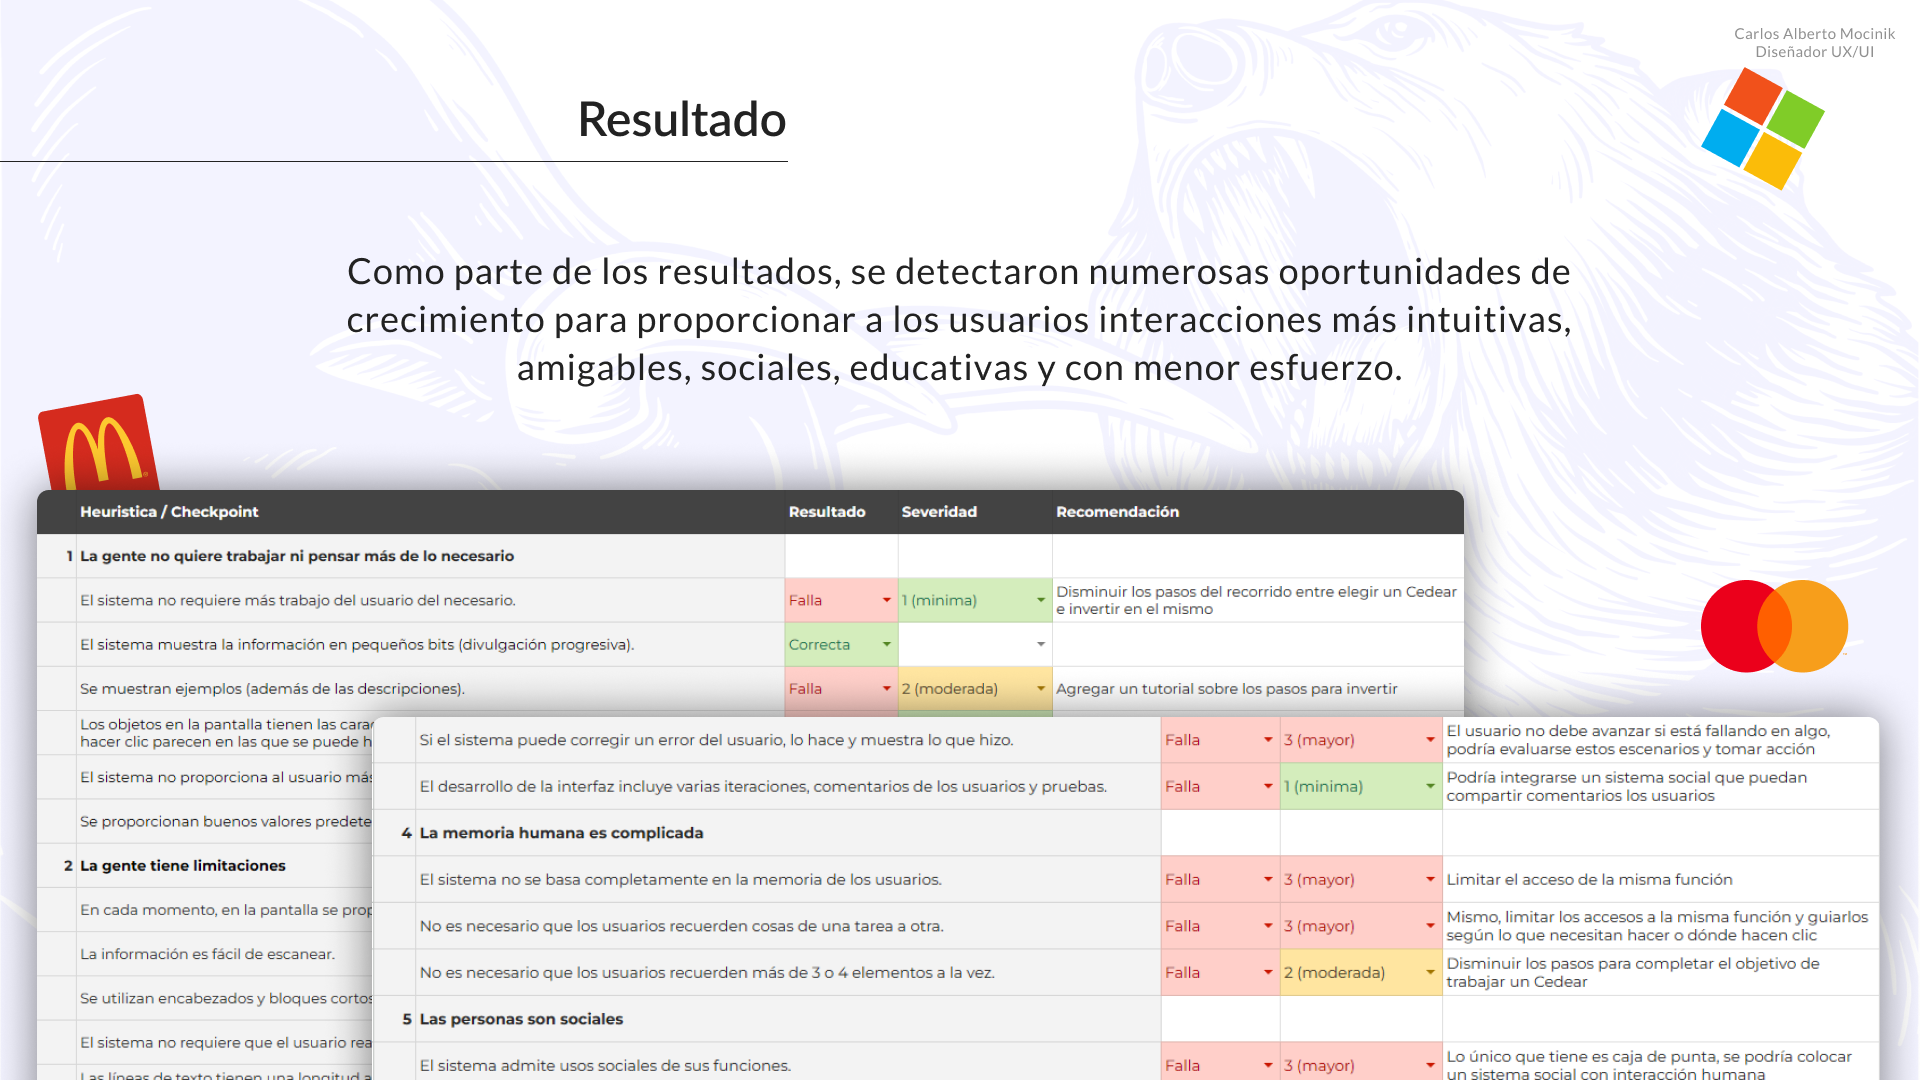 Carlos Alberto Mocinik
Diseñador UX/UI
Resultado
Como parte de los resultados, se detectaron numerosas oportunidades de
crecimiento para proporcionar a los usuarios interacciones más intuitivas,
amigables, sociales, educativas y con menor esfuerzo.
Heuristica / Checkpoint Resultado Severidad Recomendación
1 La gente no quiere trabajar ni pensar más de lo necesario
El sistema no requiere más trabajo del usuario del necesario. Falla 1 (minima) Disminuir los pasos del recorrido entre elegir un Cedear
e invertir en el mismo
El sistema muestra la información en pequeños bits (divulgación progresiva). Correcta
Se muestran ejemplos (además de las descripciones). Falla 2 (moderada) Agregar un tutorial sobre los pasos para invertir
Los objetos en la pantalla tienen las cara
hacer clic parecen en las que se puede h
El sistema no proporciona al usuario más
Se proporcionan buenos valores predete
2 La gente tiene limitaciones
En cada momento, en la pantalla se prop
La información es fácil de escanear.
Se utilizan encabezados y bloques cortos
El sistema no requiere que el usuario rea
Las líneas de texto tienen una longitud a
Si el sistema puede corregir un error del usuario, lo hace y muestra lo que hizo. Falla 3 (mayor) El usuario no debe avanzar si está fallando en algo,
podría evaluarse estos escenarios y tomar acción
El desarrollo de la interfaz incluye varias iteraciones, comentarios de los usuarios y pruebas. Falla 1 (minima) Podría integrarse un sistema social que puedan
compartir comentarios los usuarios
4 La memoria humana es complicada
El sistema no se basa completamente en la memoria de los usuarios. Falla 3 (mayor) Limitar el acceso de la misma función
No es necesario que los usuarios recuerden cosas de una tarea a otra. Falla 3 (mayor) Mismo, limitar los accesos a la misma función y guiarlos
según lo que necesitan hacer o dónde hacen clic
No es necesario que los usuarios recuerden más de 3 o 4 elementos a la vez. Falla 2 (moderada) Disminuir los pasos para completar el objetivo de
trabajar un Cedear
5 Las personas son sociales
El sistema admite usos sociales de sus funciones. Falla 3 (mayor) Lo único que tiene es caja de punta, se podría colocar
un sistema social con interacción humana